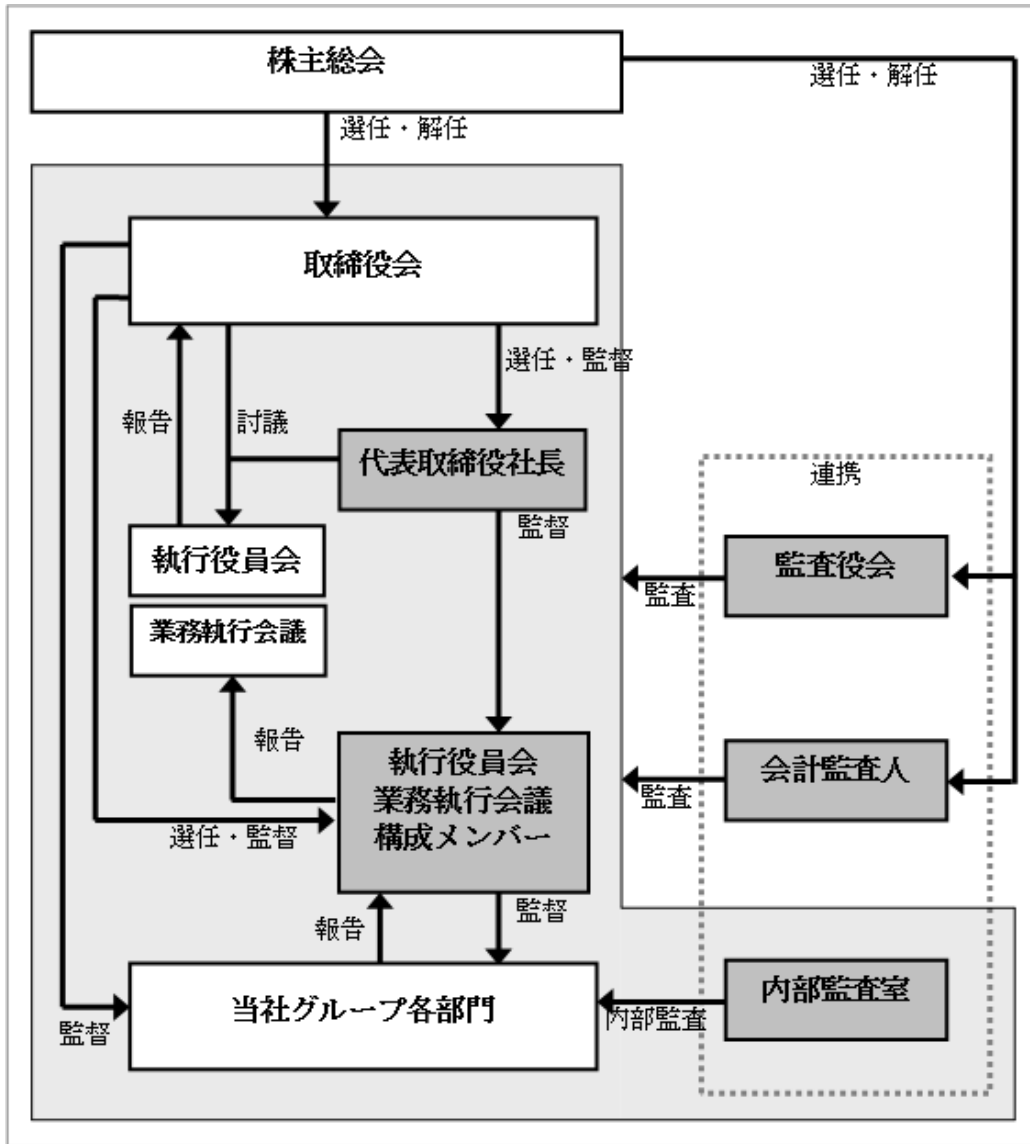 株主総会
選任・解任
選任・解任
取締役会
選任・監督
報告
討議
代表取締役社長
連携
監督
執行役員会
監査役会
監査
業務執行会議
報告
執行役員会
業務執行会議
構成メンバー
会計監査人
監査
選任・監督
報告
監督
当社グループ各部門
内部監査室
内部監査
監督